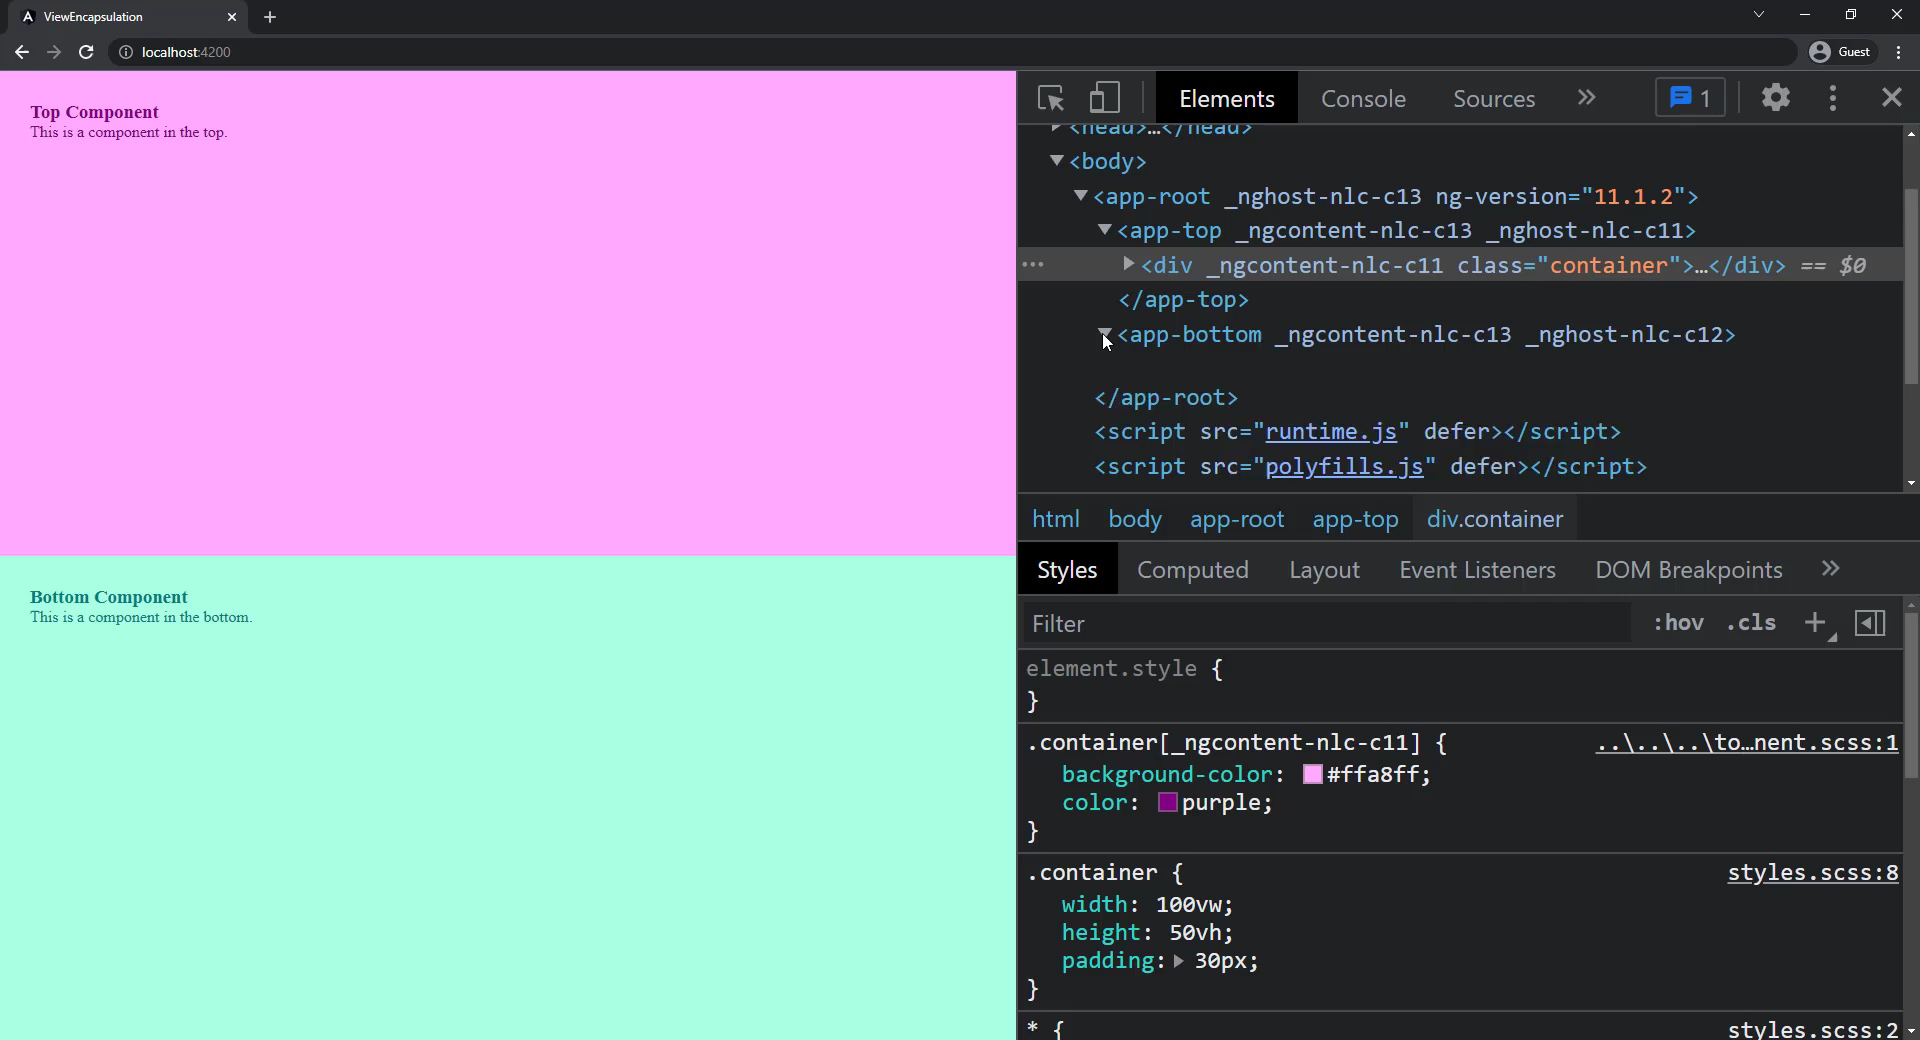 ViewEncapsulation
localhost:4200
Guest
Top Component
This is a component in the top.
Bottom Component
This is a component in the bottom.
Elements
Console
Sources
1
<head>…</head>
<body>
<app-root _nghost-nlc-c13 ng-version="11.1.2">
<app-top _ngcontent-nlc-c13 _nghost-nlc-c11>
<div _ngcontent-nlc-c11 class="container">…</div> == $0
</app-top>
<app-bottom _ngcontent-nlc-c13 _nghost-nlc-c12>
</app-root>
<script src="runtime.js" defer></script>
<script src="polyfills.js" defer></script>
html body app-root app-top div.container
Styles Computed Layout Event Listeners DOM Breakpoints
Filter :hov .cls
element.style {
}
.container[_ngcontent-nlc-c11] { ..\..\..\to…nent.scss:1
background-color: #ffa8ff;
color: purple;
}
.container { styles.scss:8
width: 100vw;
height: 50vh;
padding: 30px;
}
* { styles.scss:2